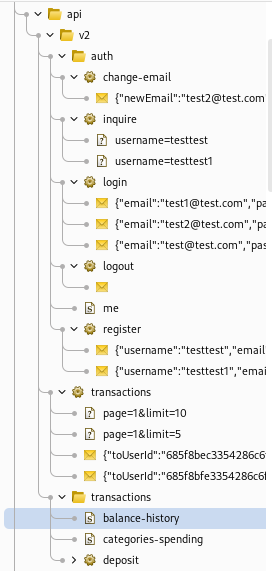 api
v2
auth
change-email
{"newEmail":"test2@test.com
inquire
username=testtest
username=testtest1
login
{"email":"test1@test.com","pa
{"email":"test2@test.com","pa
{"email":"test@test.com","pas
logout
me
register
{"username":"testtest","email
{"username":"testtest1","emai
transactions
page=1&limit=10
page=1&limit=5
{"toUserId":"685f8bec3354286c6
{"toUserId":"685f8bfe3354286c6f
transactions
balance-history
categories-spending
deposit